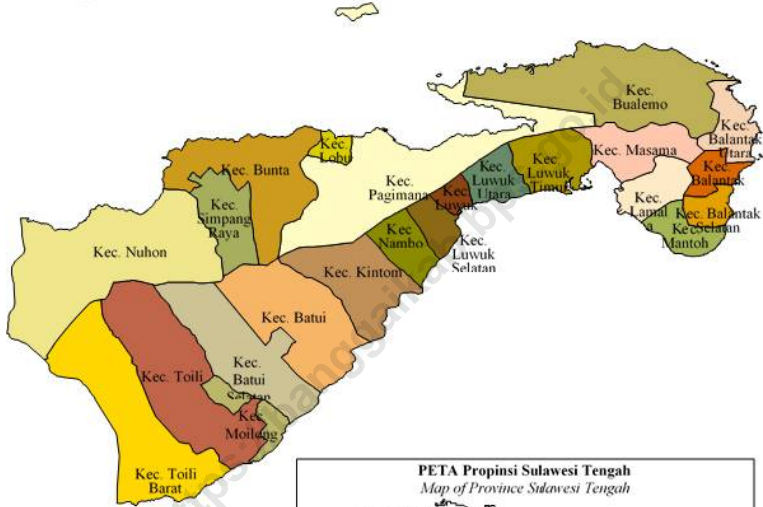 Kec.
Bualemo
Kec.
Balantak
Utara
Kec.
Lobu
Kec. Bunta
Kec.
Pagimana
Kec.
Luwuk
Utara
Kec.
Luwuk
Timur
Kec. Masama
Kec.
Balantak
Kec.
Simpang
Raya
Kec.
Luwuk
Kec.
Lamal
a
Kec. Balantak
Selatan
Kec.
Nambo
Kec.
Mantoh
Kec. Nuhon
Kec.
Luwuk
Selatan
Kec. Kintom
Kec. Batui
Kec. Toili
Kec.
Batui
Selatan
Kec.
Moilong
Kec. Toili
Barat
PETA Propinsi Sulawesi Tengah
Map of Province Sulawesi Tengah